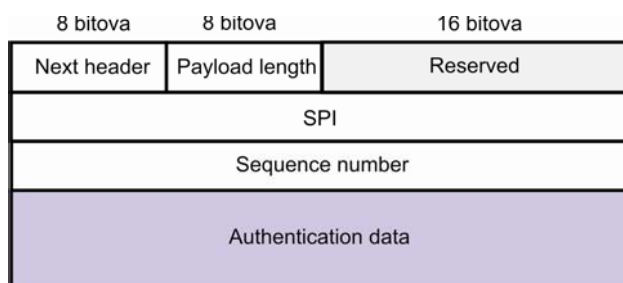 8 bitova 8 bitova 16 bitova
Next header Payload length Reserved
SPI
Sequence number
Authentication data